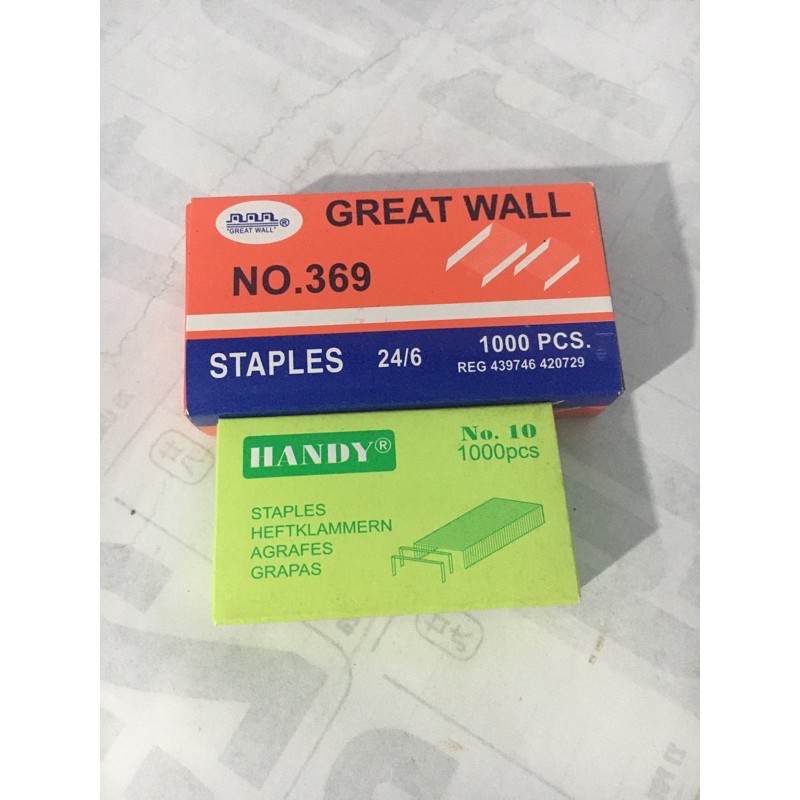 GREAT WALL
"GREAT WALL" ®
NO.369
STAPLES 24/6 1000 PCS.
REG 439746 420729
HANDY®
No. 10
1000pcs
STAPLES
HEFTKLAMMERN
AGRAFES
GRAPAS